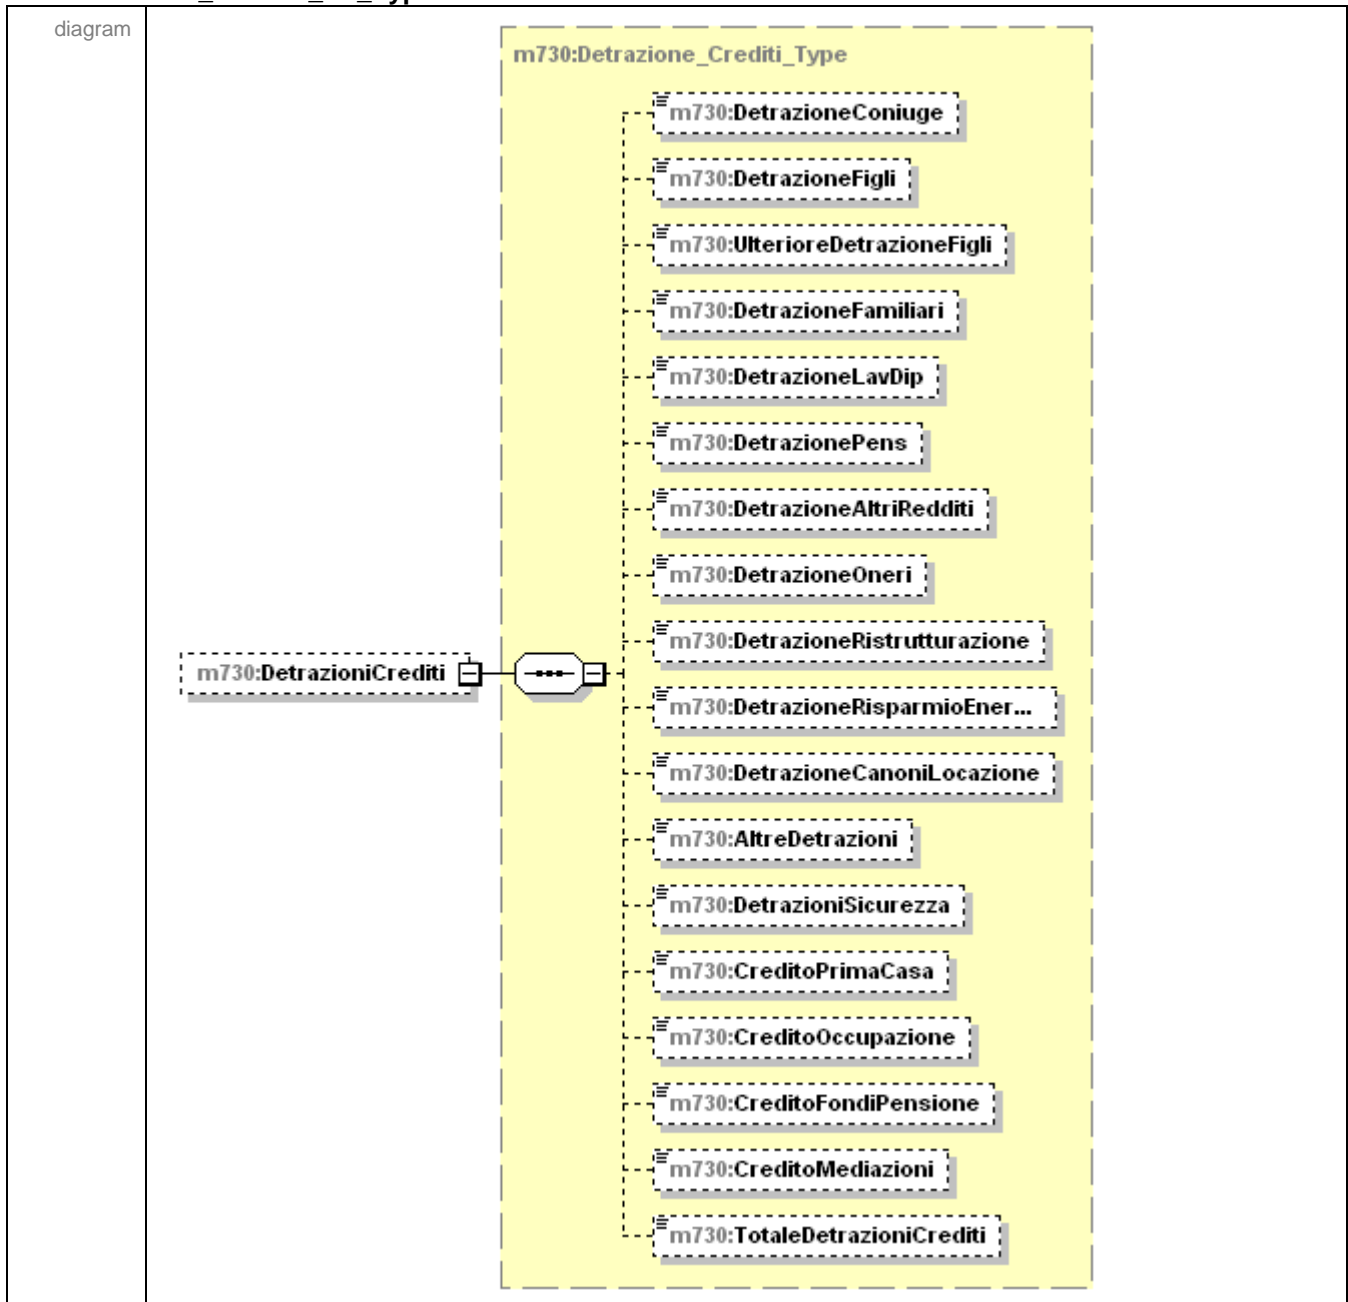 diagram
m730:Detrazione_Crediti_Type
m730:DetrazioneConiuge
m730:DetrazioneFigli
m730:UlterioreDetrazioneFigli
m730:DetrazioneFamiliari
m730:DetrazioneLavDip
m730:DetrazionePens
m730:DetrazioneAltriRedditi
m730:DetrazioneOneri
m730:DetrazioneRistrutturazione
m730:DetrazioniCrediti
m730:DetrazioneRisparmioEner...
m730:DetrazioneCanoniLocazione
m730:AltreDetrazioni
m730:DetrazioniSicurezza
m730:CreditoPrimaCasa
m730:CreditoOccupazione
m730:CreditoFondiPensione
m730:CreditoMediazioni
m730:TotaleDetrazioniCrediti